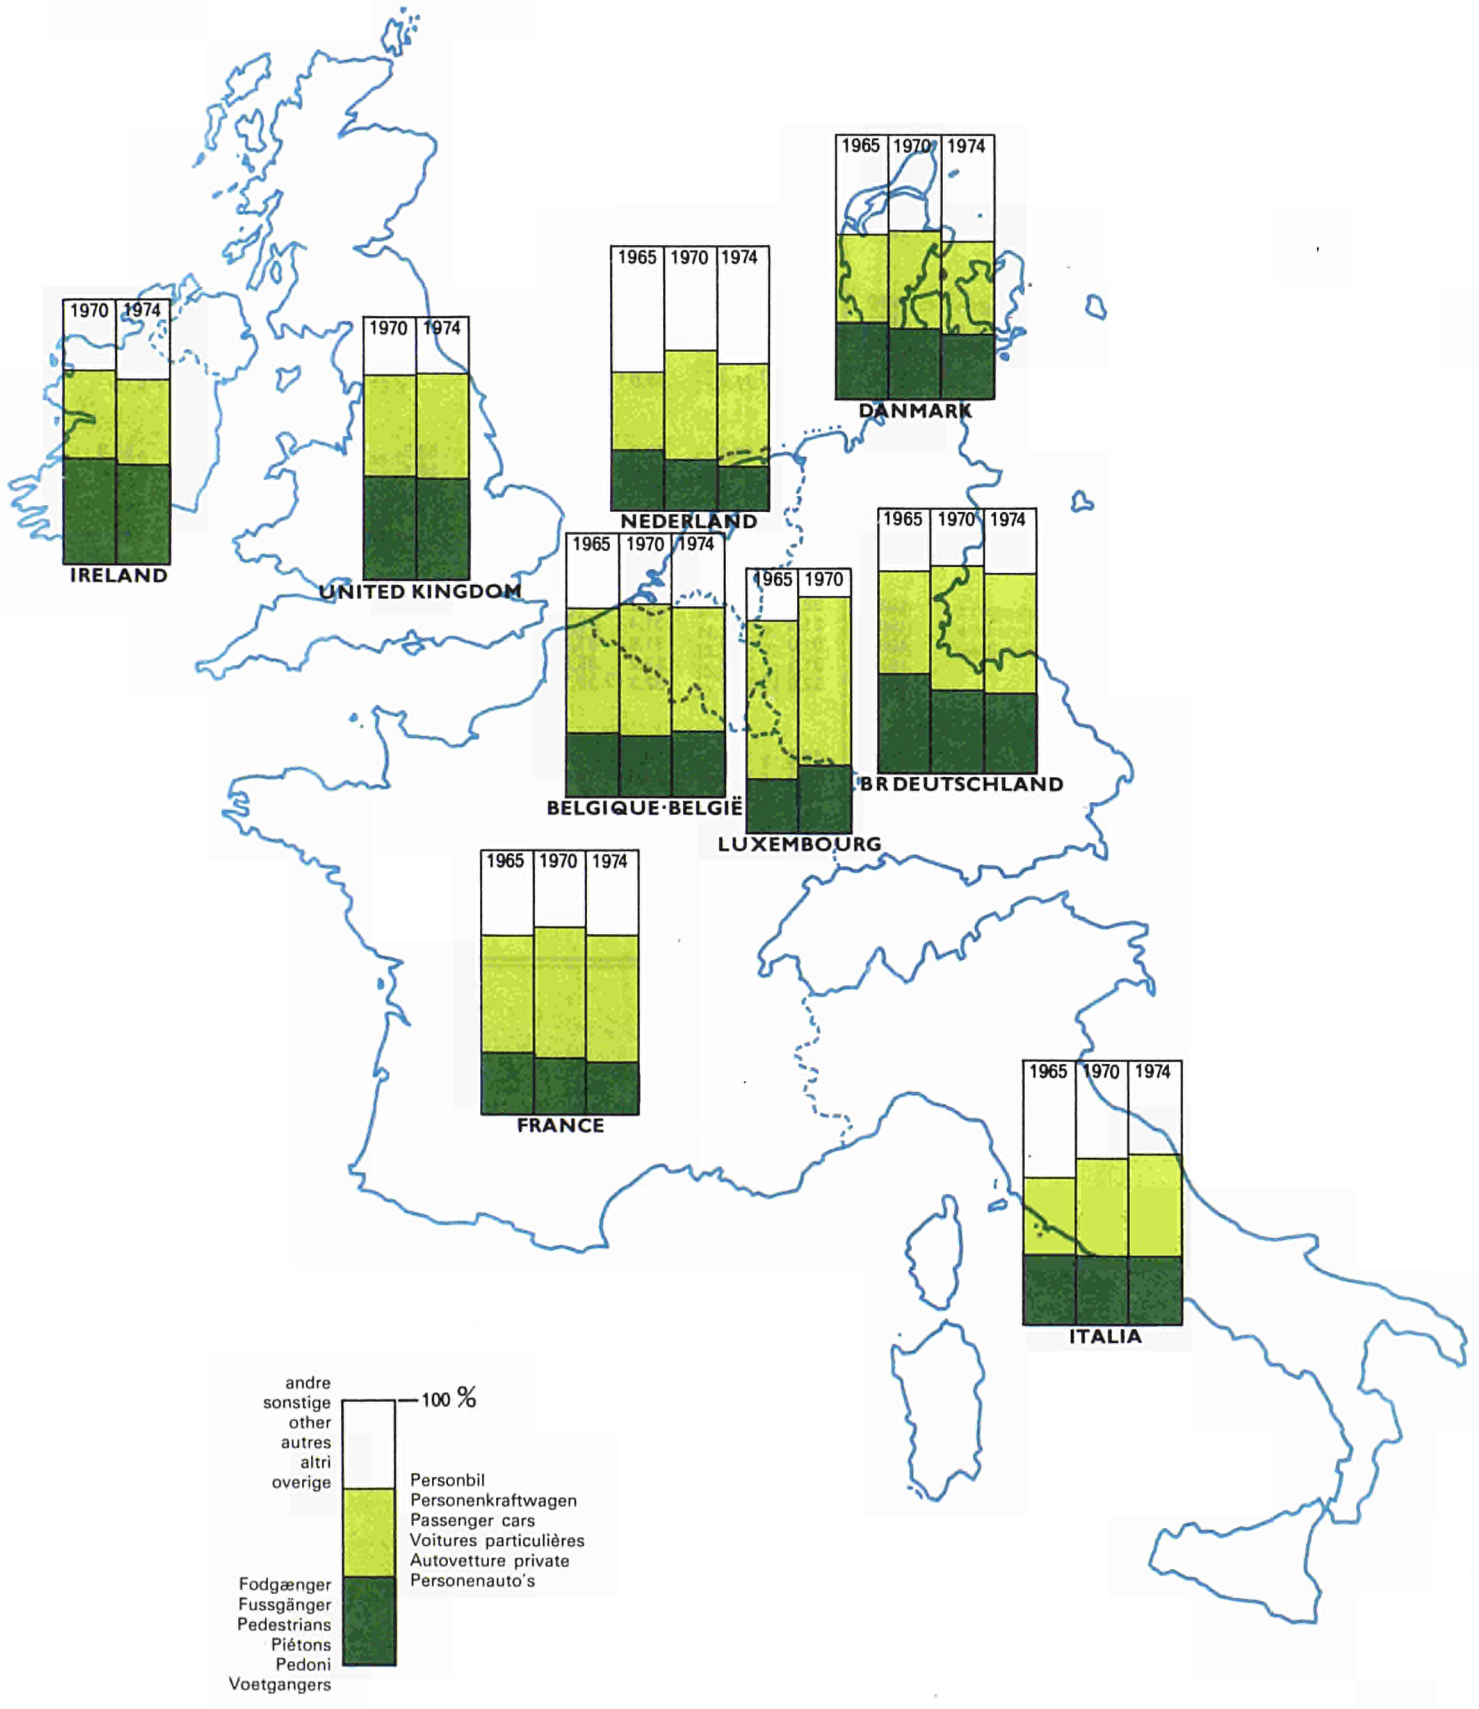 1965 1970 1974
DANMARK
1965 1970 1974
NEDERLAND
1970 1974
IRELAND
1970 1974
UNITED KINGDOM
1965 1970 1974
BELGIQUE·BELGIË
1965 1970
LUXEMBOURG
1965 1970 1974
BR DEUTSCHLAND
1965 1970 1974
FRANCE
1965 1970 1974
ITALIA
andre
sonstige
other
autres
altri
overige
100 %
Personbil
Personenkraftwagen
Passenger cars
Voitures particulières
Autovetture private
Personenauto's
Fodgænger
Fussgänger
Pedestrians
Piétons
Pedoni
Voetgangers